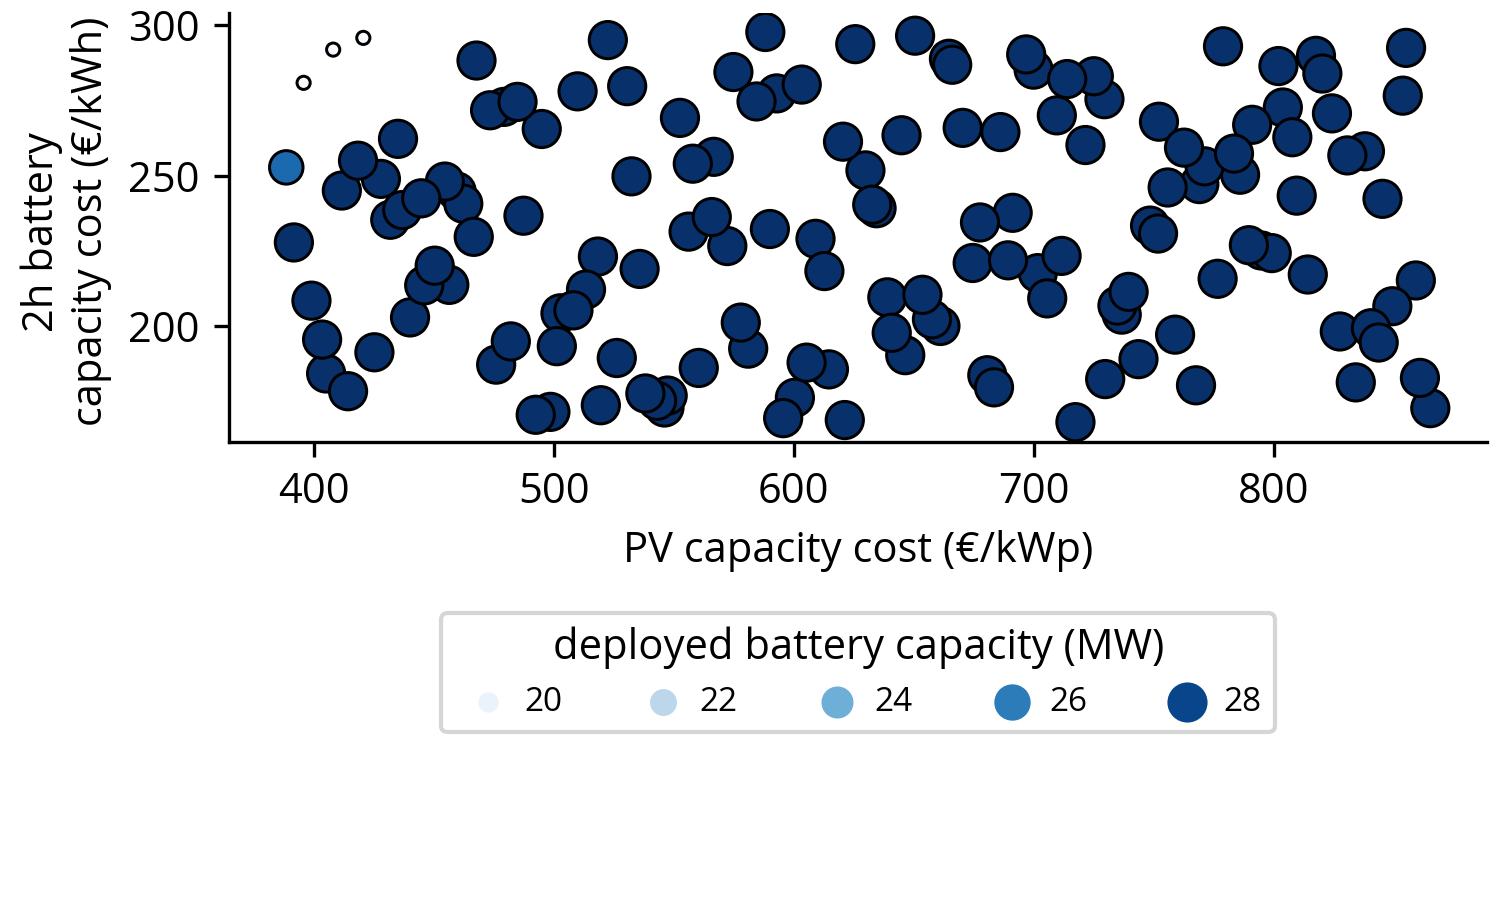 2h battery
capacity cost (€/kWh)
300
250
200
400 500 600 700 800
PV capacity cost (€/kWp)
deployed battery capacity (MW)
20 22 24 26 28